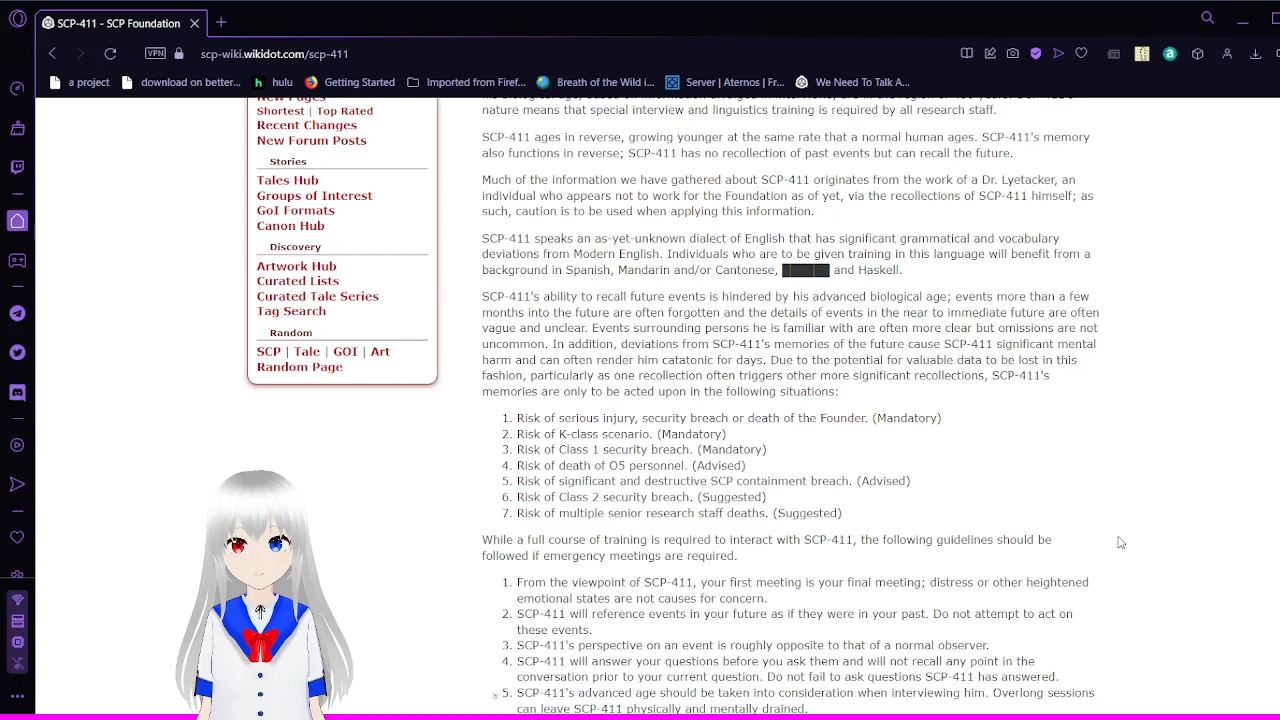 SCP-411 - SCP Foundation
VPN
scp-wiki.wikidot.com/scp-411
a project
download on better...
hulu
Getting Started
Imported from Firef...
Breath of the Wild i...
Server | Aternos | Fr...
We Need To Talk A...
New Pages
Shortest | Top Rated
Recent Changes
New Forum Posts
Stories
Tales Hub
Groups of Interest
GoI Formats
Canon Hub
Discovery
Artwork Hub
Curated Lists
Curated Tale Series
Tag Search
Random
SCP | Tale | GOI | Art
Random Page
nature means that special interview and linguistics training is required by all research staff.
SCP-411 ages in reverse, growing younger at the same rate that a normal human ages. SCP-411's memory
also functions in reverse; SCP-411 has no recollection of past events but can recall the future.
Much of the information we have gathered about SCP-411 originates from the work of a Dr. Lyetacker, an
individual who appears not to work for the Foundation as of yet, via the recollections of SCP-411 himself; as
such, caution is to be used when applying this information.
SCP-411 speaks an as-yet-unknown dialect of English that has significant grammatical and vocabulary
deviations from Modern English. Individuals who are to be given training in this language will benefit from a
background in Spanish, Mandarin and/or Cantonese, and Haskell.
SCP-411's ability to recall future events is hindered by his advanced biological age; events more than a few
months into the future are often forgotten and the details of events in the near to immediate future are often
vague and unclear. Events surrounding persons he is familiar with are often more clear but omissions are not
uncommon. In addition, deviations from SCP-411's memories of the future cause SCP-411 significant mental
harm and can often render him catatonic for days. Due to the potential for valuable data to be lost in this
fashion, particularly as one recollection often triggers other more significant recollections, SCP-411's
memories are only to be acted upon in the following situations:
1. Risk of serious injury, security breach or death of the Founder. (Mandatory)
2. Risk of K-class scenario. (Mandatory)
3. Risk of Class 1 security breach. (Mandatory)
4. Risk of death of O5 personnel. (Advised)
5. Risk of significant and destructive SCP containment breach. (Advised)
6. Risk of Class 2 security breach. (Suggested)
7. Risk of multiple senior research staff deaths. (Suggested)
While a full course of training is required to interact with SCP-411, the following guidelines should be
followed if emergency meetings are required.
1. From the viewpoint of SCP-411, your first meeting is your final meeting; distress or other heightened
emotional states are not causes for concern.
2. SCP-411 will reference events in your future as if they were in your past. Do not attempt to act on
these events.
3. SCP-411's perspective on an event is roughly opposite to that of a normal observer.
4. SCP-411 will answer your questions before you ask them and will not recall any point in the
conversation prior to your current question. Do not fail to ask questions SCP-411 has answered.
5. SCP-411's advanced age should be taken into consideration when interviewing him. Overlong sessions
can leave SCP-411 physically and mentally drained.